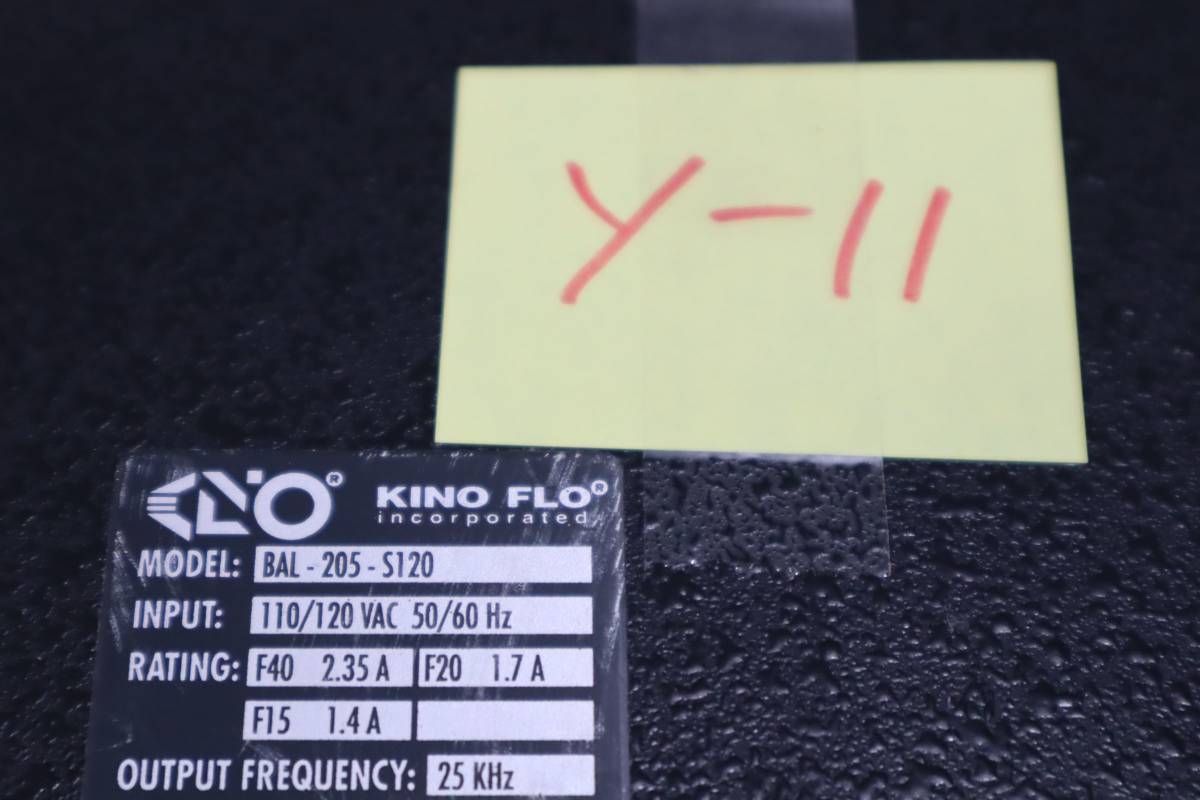 Y-11
KINO® KINO FLO®
incorporated
MODEL: BAL - 205 - S120
INPUT: 110/120 VAC 50/60 Hz
RATING: F40 2.35 A F20 1.7 A
F15 1.4 A
OUTPUT FREQUENCY: 25 KHz